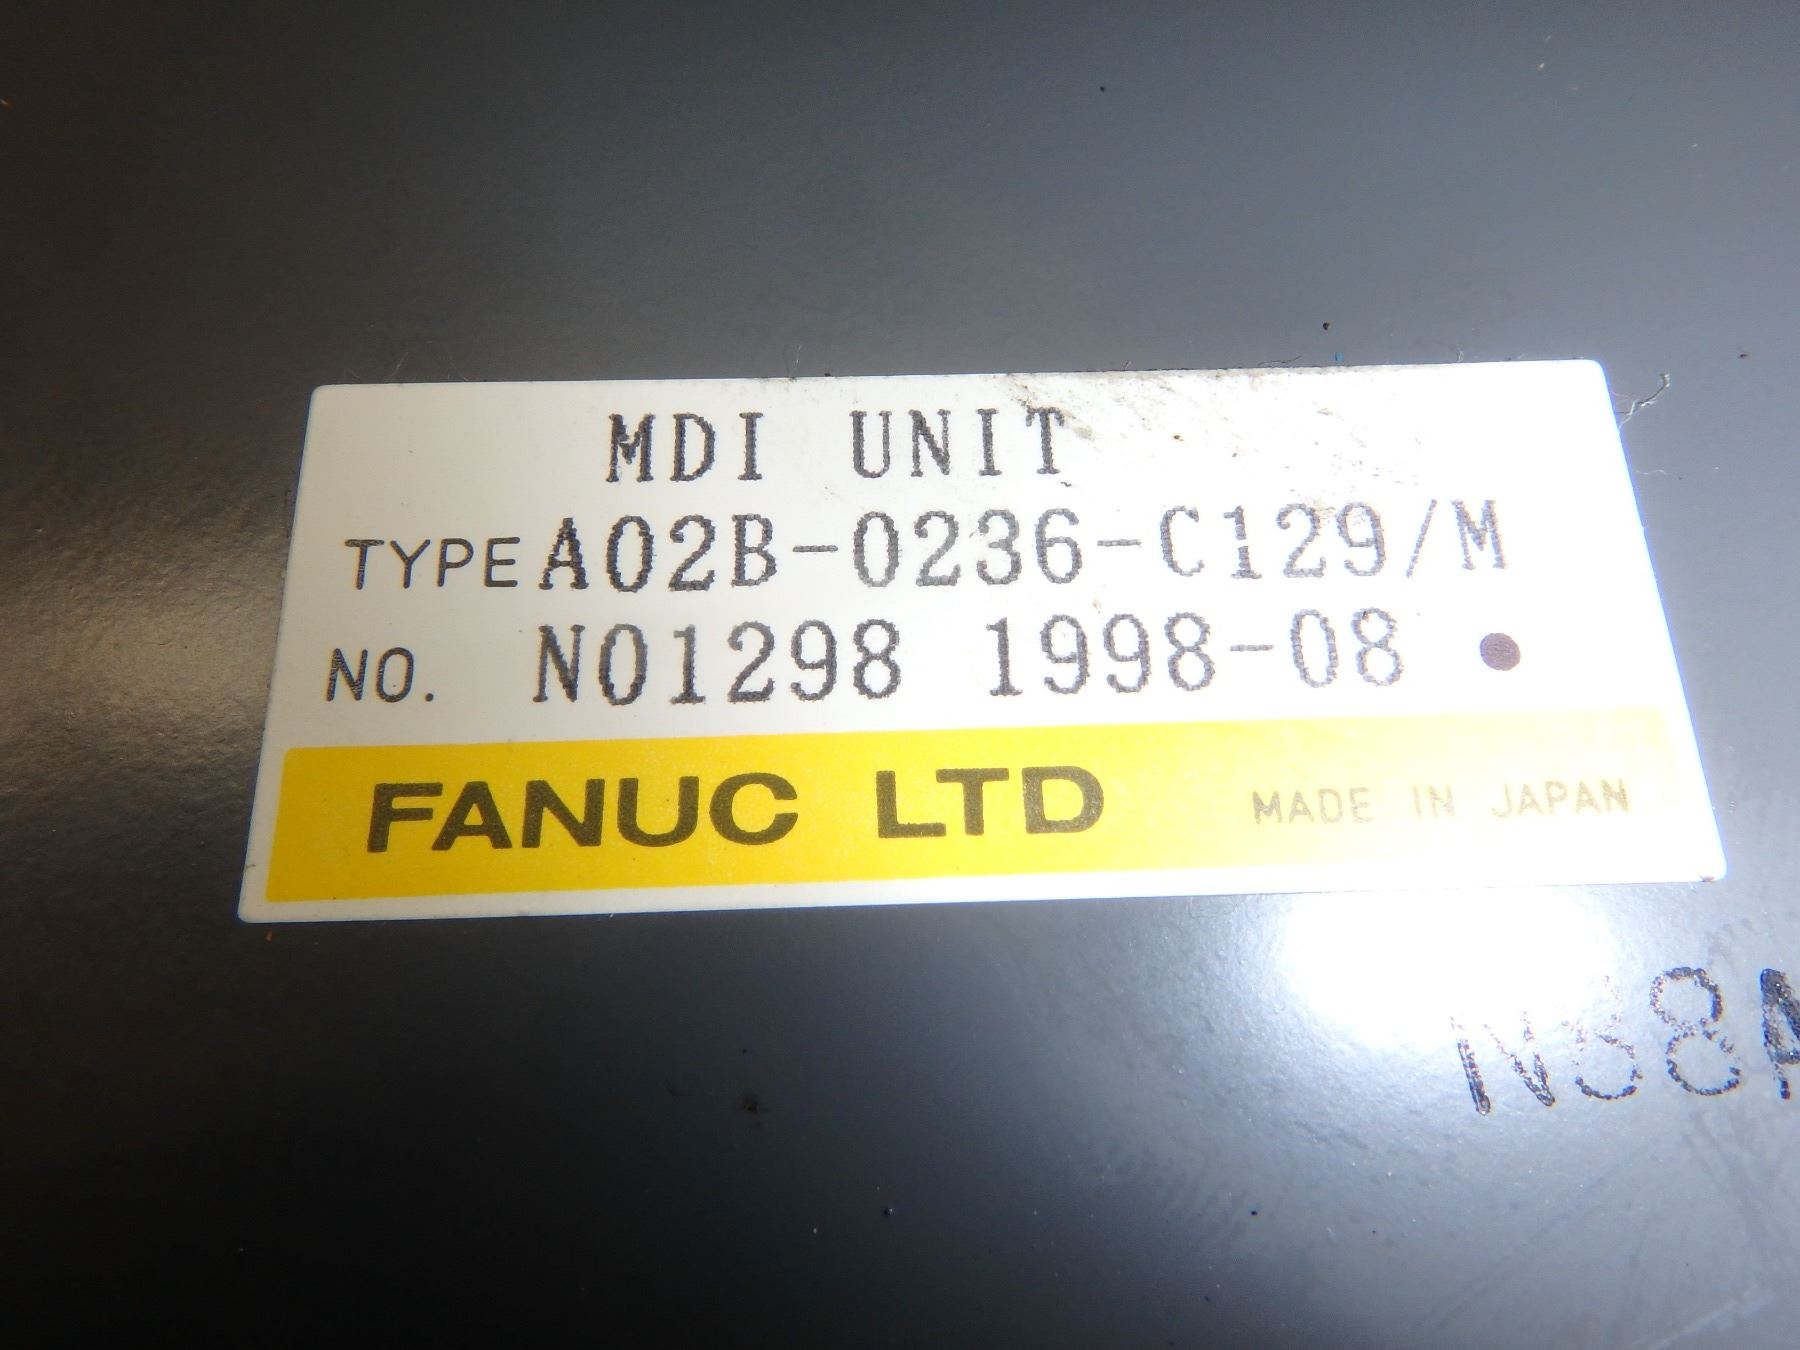 MDI UNIT
TYPE A02B-0236-C129/M
NO. N01298 1998-08
FANUC LTD MADE IN JAPAN